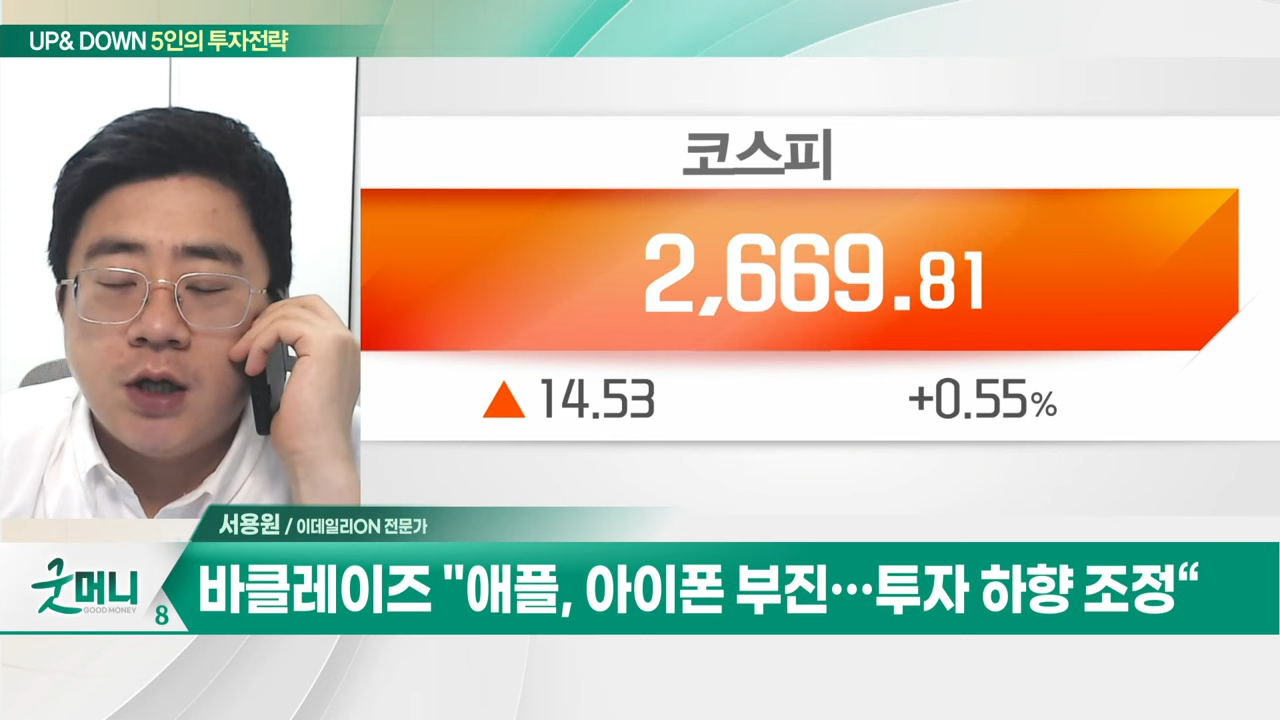 UP& DOWN 5인의 투자전략
코스피
2,669.81
▲ 14.53 +0.55%
서용원 / 이데일리ON 전문가
굿머니
GOOD MONEY
8
바클레이즈 "애플, 아이폰 부진…투자 하향 조정“